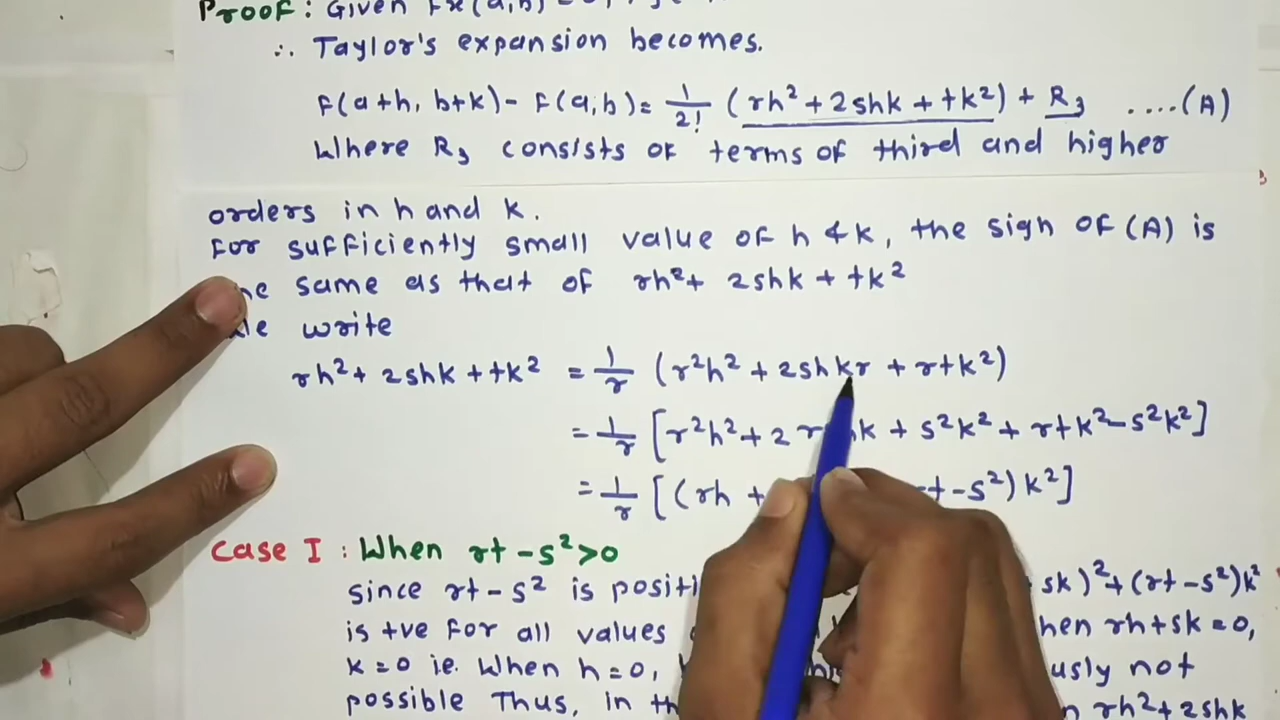 Proof: Given Fx(a,b)
∴ Taylor's expansion becomes.
F(a+h, b+k) - F(a,b) = 1/2! (rh² + 2shk + tk²) + R₃ ....(A)
Where R₃ consists of terms of third and higher
orders in h and k.
For sufficiently small value of h & k, the sign of (A) is
same as that of rh² + 2shk + tk²
write
rh² + 2shk + tk² = 1/r (r²h² + 2shkr + rtk²)
= 1/r [r²h² + 2 hk + s²k² + rtk² - s²k²]
= 1/r [(rh + t - s²) k²]
Case I : When rt - s² > 0
since rt - s² is sk)² + (rt - s²)k²
is +ve For all values when rh + sk = 0,
k = 0 ie. When h = 0, not
possible Thus, in rh² + 2shk